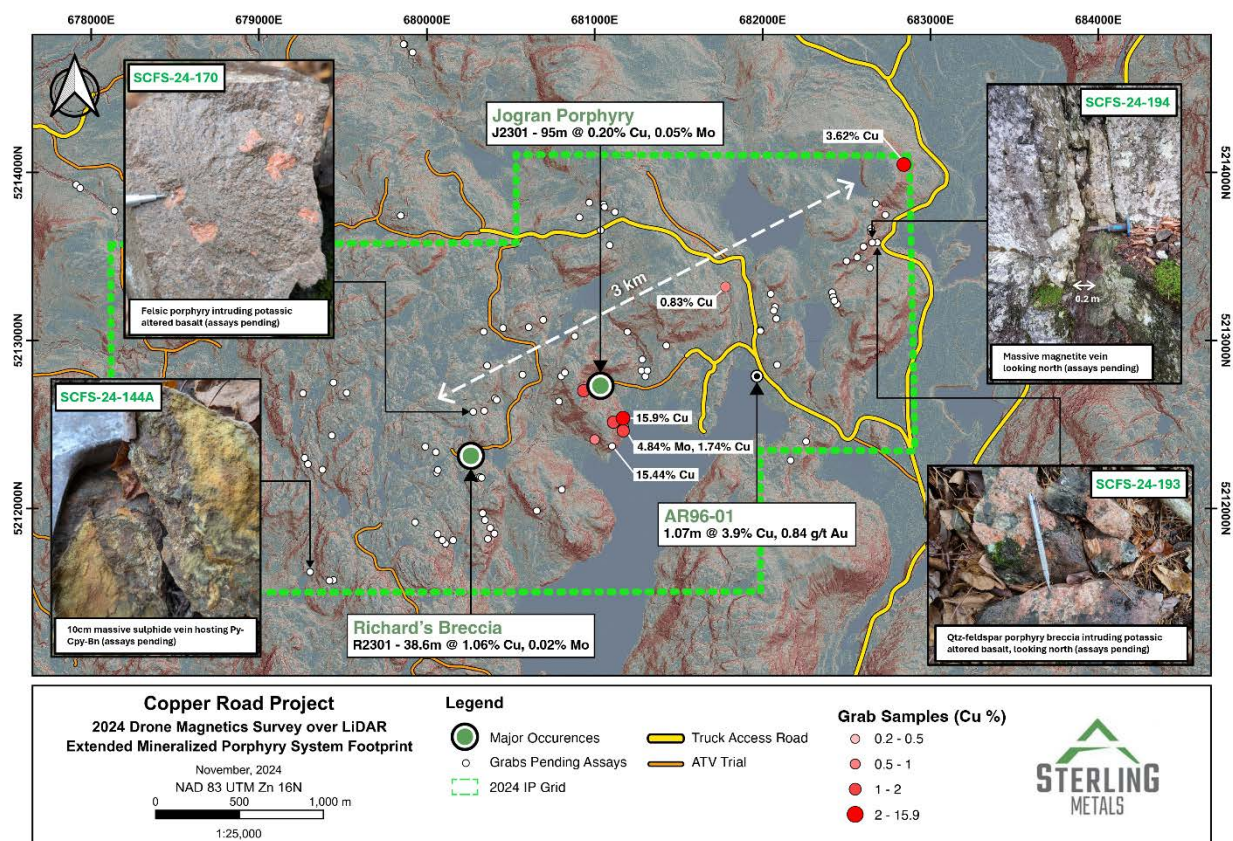 678000E
679000E
680000E
681000E
682000E
683000E
684000E
5214000N
5213000N
5212000N
5214000N
5213000N
5212000N
SCFS-24-170
Felsic porphyry intruding potassic
altered basalt (assays pending)
Jogran Porphyry
J2301 - 95m @ 0.20% Cu, 0.05% Mo
3.62% Cu
SCFS-24-194
0.2 m
Massive magnetite vein
looking north (assays pending)
3 km
0.83% Cu
SCFS-24-144A
10cm massive sulphide vein hosting Py-
Cpy-Bn (assays pending)
15.9% Cu
4.84% Mo, 1.74% Cu
15.44% Cu
AR96-01
1.07m @ 3.9% Cu, 0.84 g/t Au
SCFS-24-193
Qtz-feldspar porphyry breccia intruding potassic
altered basalt, looking north (assays pending)
Richard's Breccia
R2301 - 38.6m @ 1.06% Cu, 0.02% Mo
Copper Road Project
2024 Drone Magnetics Survey over LiDAR
Extended Mineralized Porphyry System Footprint
November, 2024
NAD 83 UTM Zn 16N
0 500 1,000 m
1:25,000
Legend
Major Occurences
Grabs Pending Assays
2024 IP Grid
Truck Access Road
ATV Trial
Grab Samples (Cu %)
0.2 - 0.5
0.5 - 1
1 - 2
2 - 15.9
STERLING
METALS